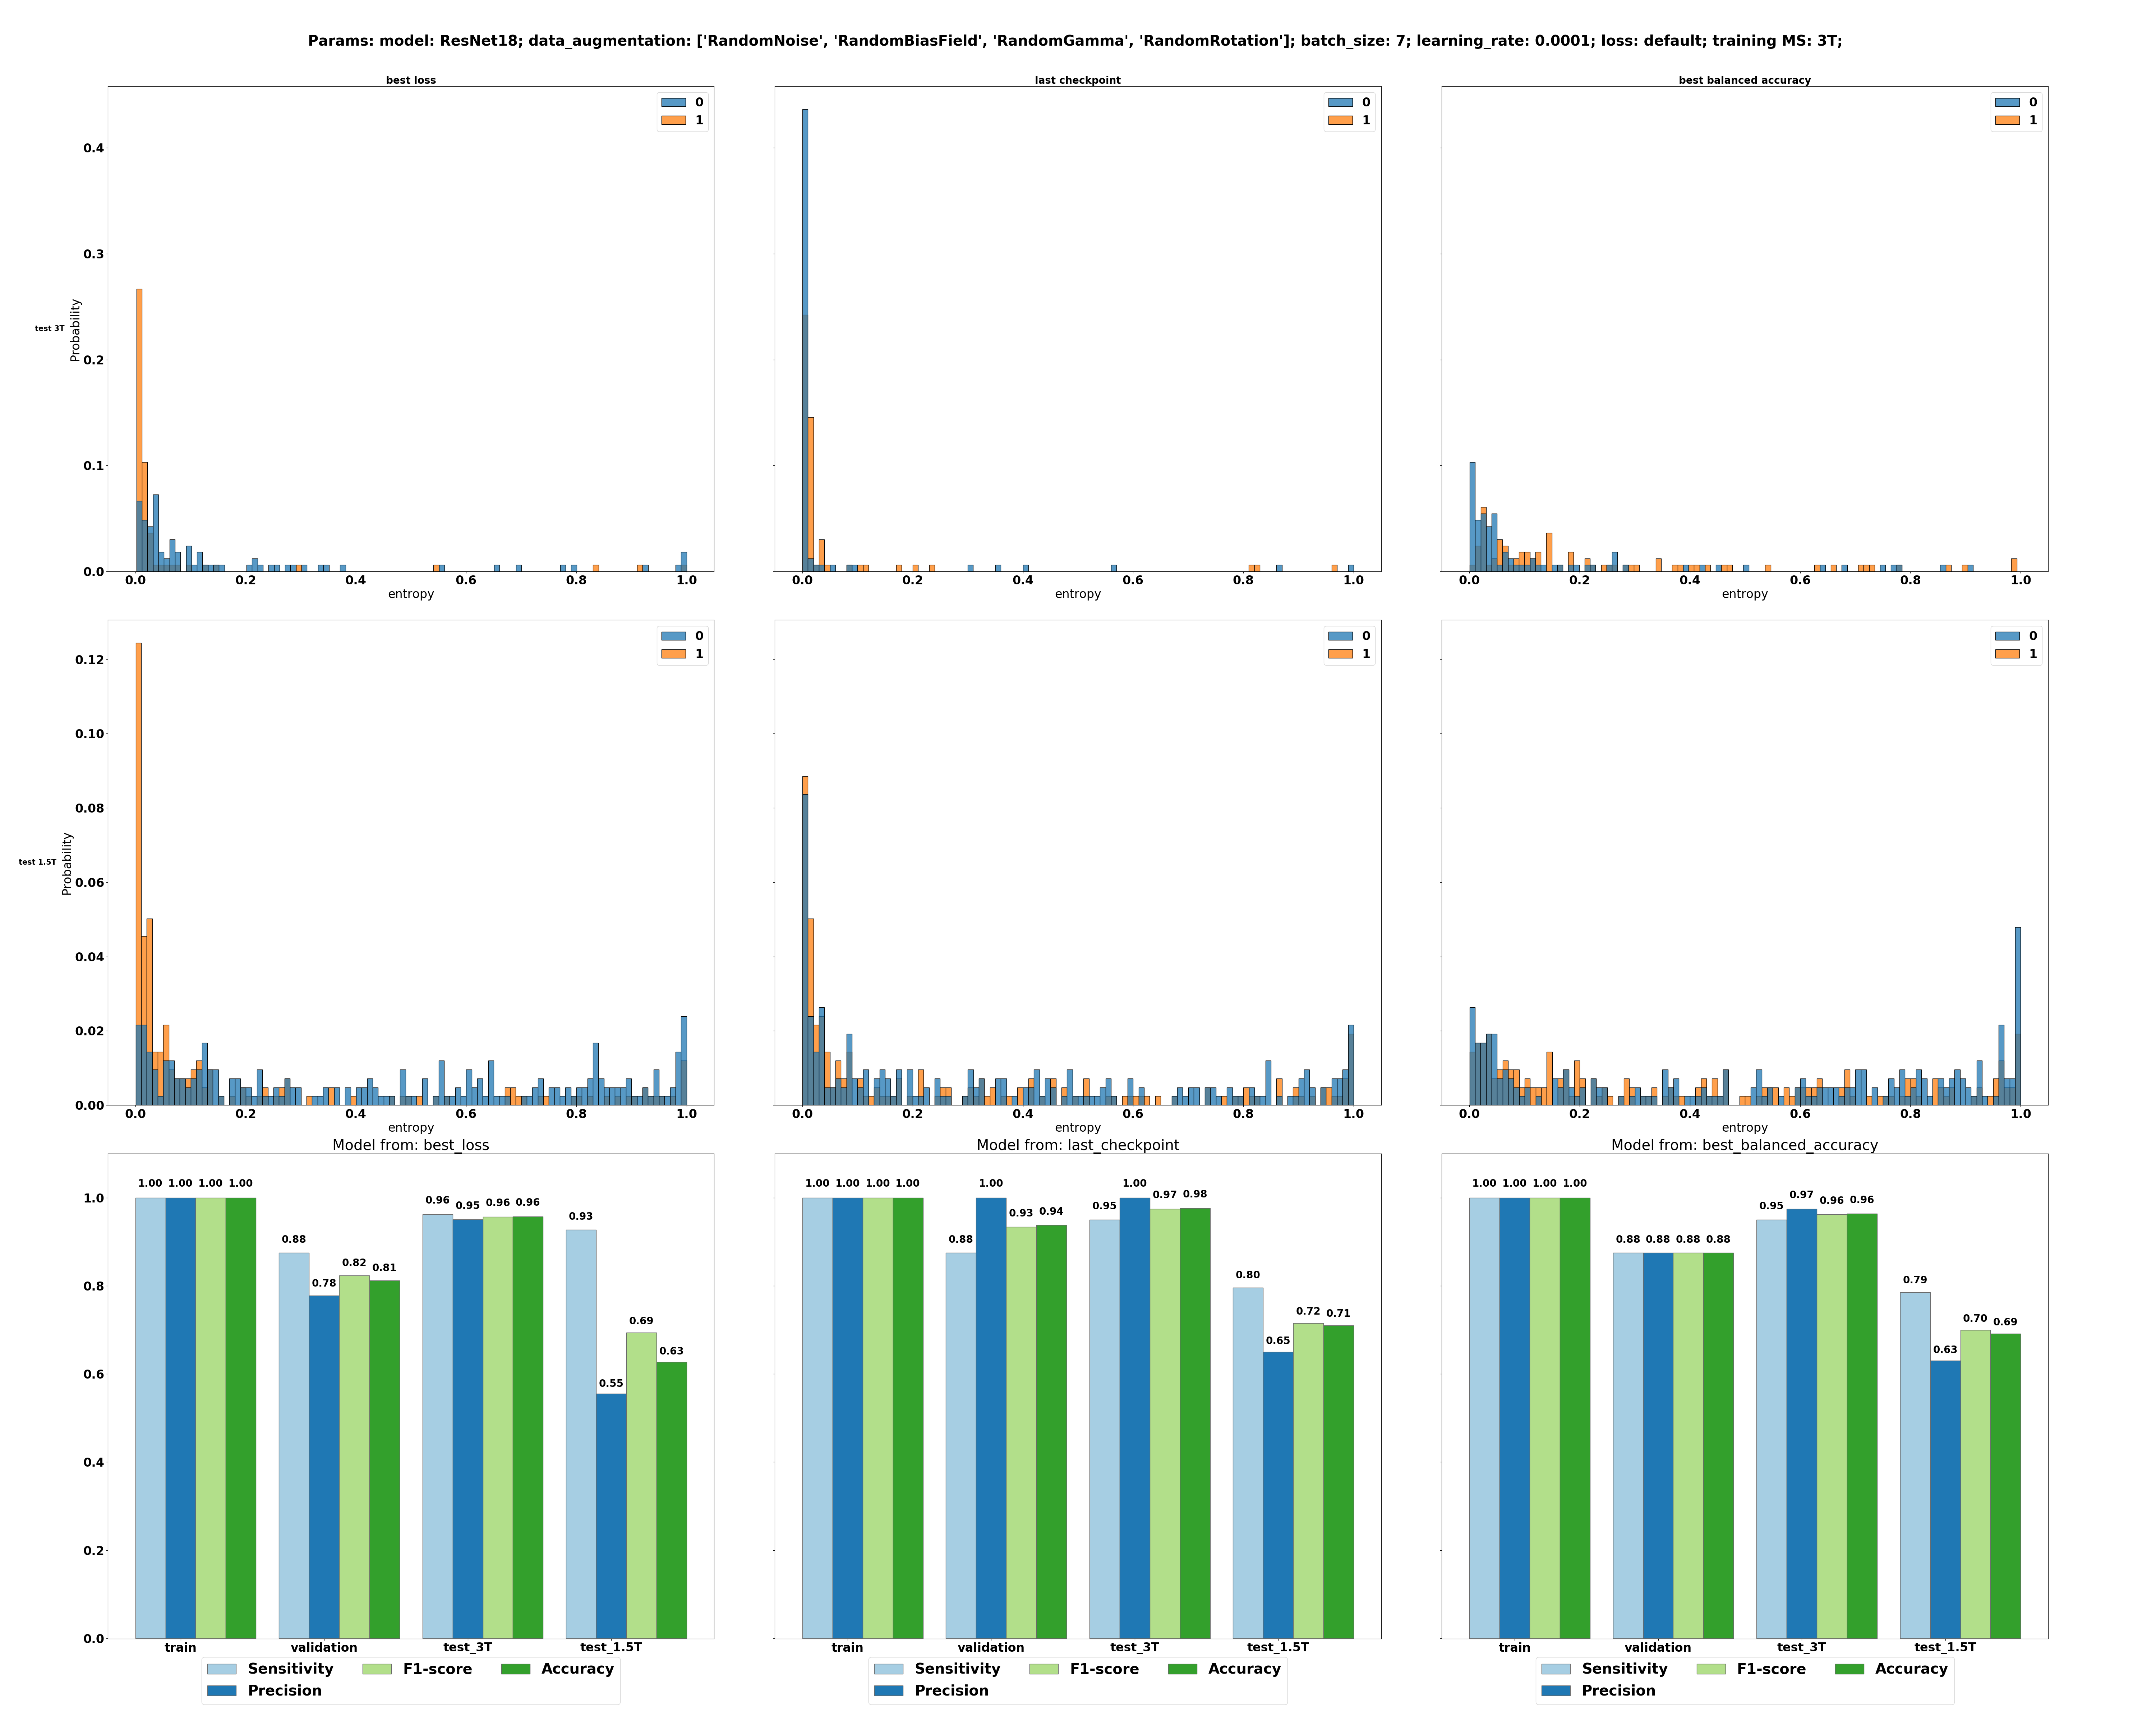 Params: model: ResNet18; data_augmentation: ['RandomNoise', 'RandomBiasField', 'RandomGamma', 'RandomRotation']; batch_size: 7; learning_rate: 0.0001; loss: default; training MS: 3T;
best loss
last checkpoint
best balanced accuracy
0
1
0
1
0
1
0.4
0.3
test 3T
Probability
0.2
0.1
0.0
0.0 0.2 0.4 0.6 0.8 1.0
0.0 0.2 0.4 0.6 0.8 1.0
0.0 0.2 0.4 0.6 0.8 1.0
entropy
entropy
entropy
0
1
0
1
0
1
0.12
0.10
0.08
test 1.5T
Probability
0.06
0.04
0.02
0.00
0.0 0.2 0.4 0.6 0.8 1.0
0.0 0.2 0.4 0.6 0.8 1.0
0.0 0.2 0.4 0.6 0.8 1.0
entropy
entropy
entropy
Model from: best_loss
1.0
0.8
0.6
0.4
0.2
0.0
1.00 1.00 1.00 1.00
0.88 0.78 0.82 0.81
0.96 0.95 0.96 0.96
0.93 0.55 0.69 0.63
train validation test_3T test_1.5T
Sensitivity F1-score Accuracy
Precision
Model from: last_checkpoint
1.00 1.00 1.00 1.00
0.88 1.00 0.93 0.94
0.95 1.00 0.97 0.98
0.80 0.65 0.72 0.71
train validation test_3T test_1.5T
Sensitivity F1-score Accuracy
Precision
Model from: best_balanced_accuracy
1.00 1.00 1.00 1.00
0.88 0.88 0.88 0.88
0.95 0.97 0.96 0.96
0.79 0.63 0.70 0.69
train validation test_3T test_1.5T
Sensitivity F1-score Accuracy
Precision